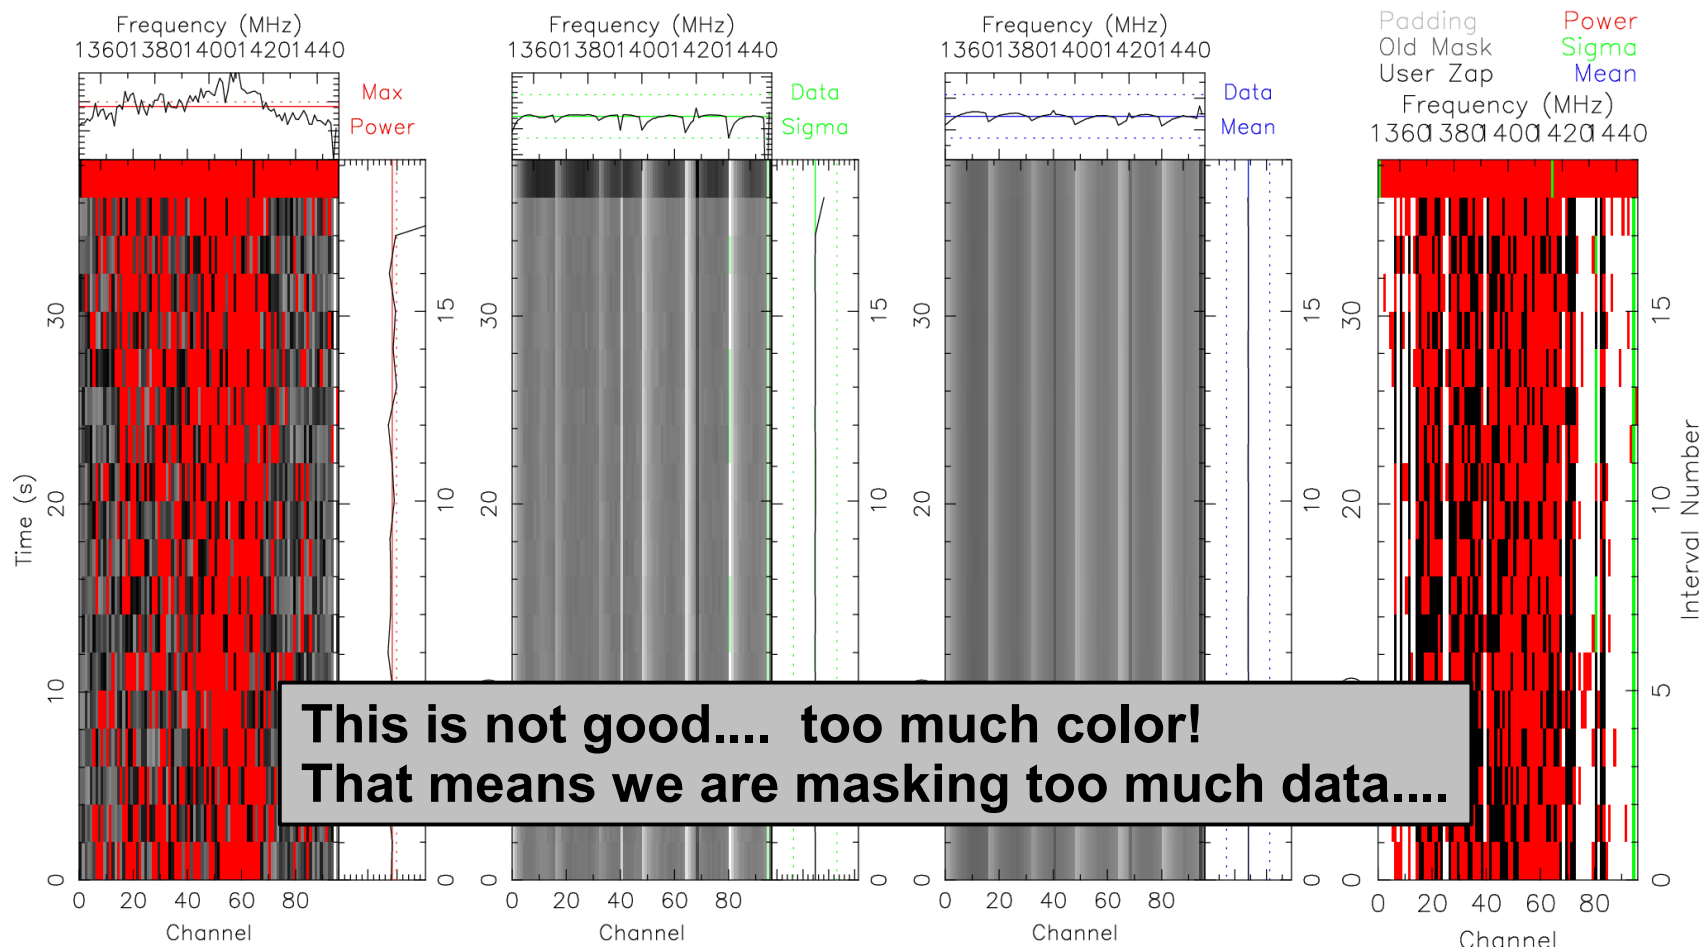 Frequency (MHz)
1360 1380 1400 1420 1440
Max
Power
Frequency (MHz)
1360 1380 1400 1420 1440
Data
Sigma
Frequency (MHz)
1360 1380 1400 1420 1440
Data
Mean
Padding Power
Old Mask Sigma
User Zap Mean
Frequency (MHz)
1360 1380 1400 1420 1440
Time (s)
0 10 20 30
0 20 40 60 80
Channel
15
10
0
30
20
0
0 20 40 60 80
Channel
15
10
0
30
20
0
0 20 40 60 80
Channel
15
10
0
30
20
0
0 20 40 60 80
Channel
0 5 10 15
Interval Number
This is not good.... too much color!
That means we are masking too much data....